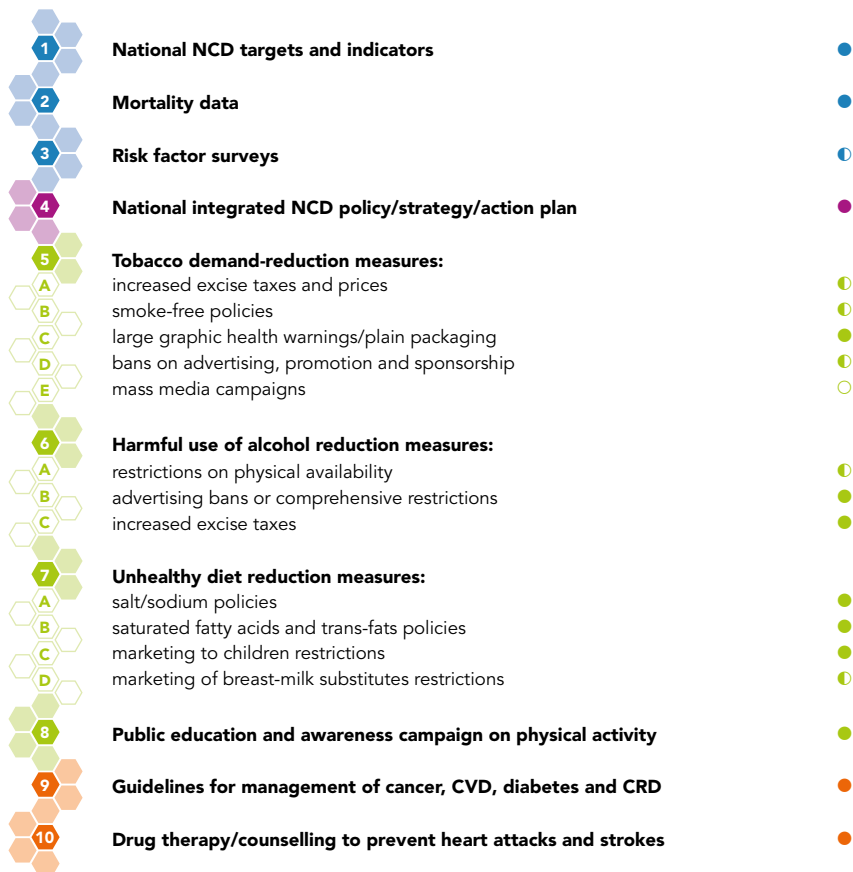 1 National NCD targets and indicators
2 Mortality data
3 Risk factor surveys
4 National integrated NCD policy/strategy/action plan
5 Tobacco demand-reduction measures:
A increased excise taxes and prices
B smoke-free policies
C large graphic health warnings/plain packaging
D bans on advertising, promotion and sponsorship
E mass media campaigns
6 Harmful use of alcohol reduction measures:
A restrictions on physical availability
B advertising bans or comprehensive restrictions
C increased excise taxes
7 Unhealthy diet reduction measures:
A salt/sodium policies
B saturated fatty acids and trans-fats policies
C marketing to children restrictions
D marketing of breast-milk substitutes restrictions
8 Public education and awareness campaign on physical activity
9 Guidelines for management of cancer, CVD, diabetes and CRD
10 Drug therapy/counselling to prevent heart attacks and strokes